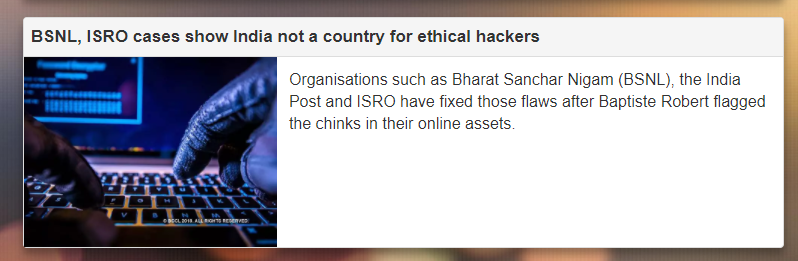 BSNL, ISRO cases show India not a country for ethical hackers
Organisations such as Bharat Sanchar Nigam (BSNL), the India
Post and ISRO have fixed those flaws after Baptiste Robert flagged
the chinks in their online assets.
© BCCL 2018. ALL RIGHTS RESERVED.